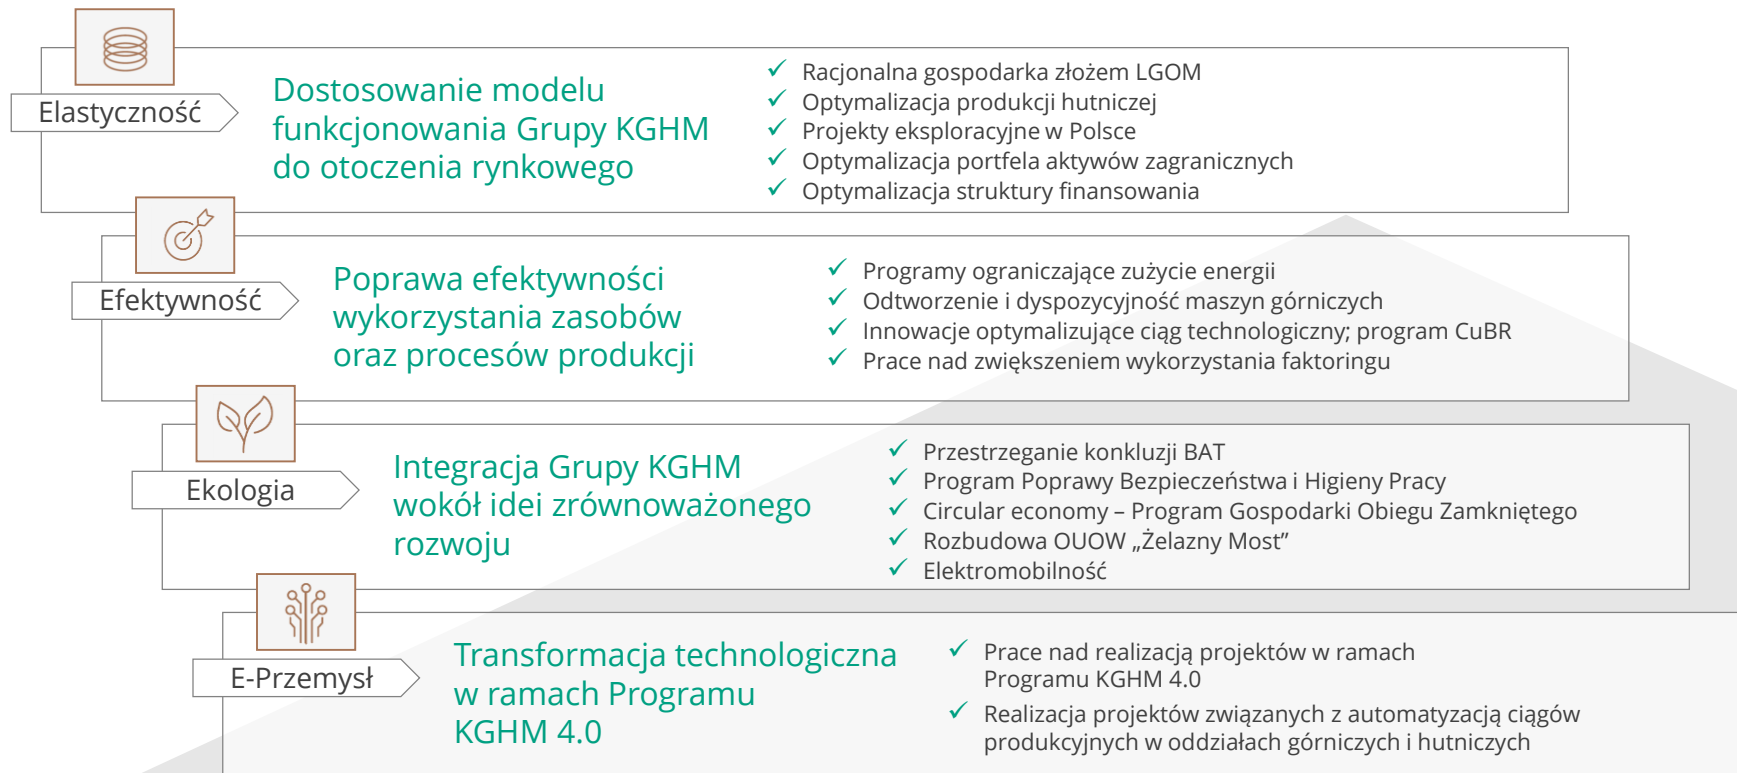 Elastyczność
Dostosowanie modelu
funkcjonowania Grupy KGHM
do otoczenia rynkowego
✓ Racjonalna gospodarka złożem LGOM
✓ Optymalizacja produkcji hutniczej
✓ Projekty eksploracyjne w Polsce
✓ Optymalizacja portfela aktywów zagranicznych
✓ Optymalizacja struktury finansowania
Efektywność
Poprawa efektywności
wykorzystania zasobów
oraz procesów produkcji
✓ Programy ograniczające zużycie energii
✓ Odtworzenie i dyspozycyjność maszyn górniczych
✓ Innowacje optymalizujące ciąg technologiczny; program CuBR
✓ Prace nad zwiększeniem wykorzystania faktoringu
Ekologia
Integracja Grupy KGHM
wokół idei zrównoważonego
rozwoju
✓ Przestrzeganie konkluzji BAT
✓ Program Poprawy Bezpieczeństwa i Higieny Pracy
✓ Circular economy – Program Gospodarki Obiegu Zamkniętego
✓ Rozbudowa OUOW „Żelazny Most”
✓ Elektromobilność
E-Przemysł
Transformacja technologiczna
w ramach Programu
KGHM 4.0
✓ Prace nad realizacją projektów w ramach
Programu KGHM 4.0
✓ Realizacja projektów związanych z automatyzacją ciągów
produkcyjnych w oddziałach górniczych i hutniczych